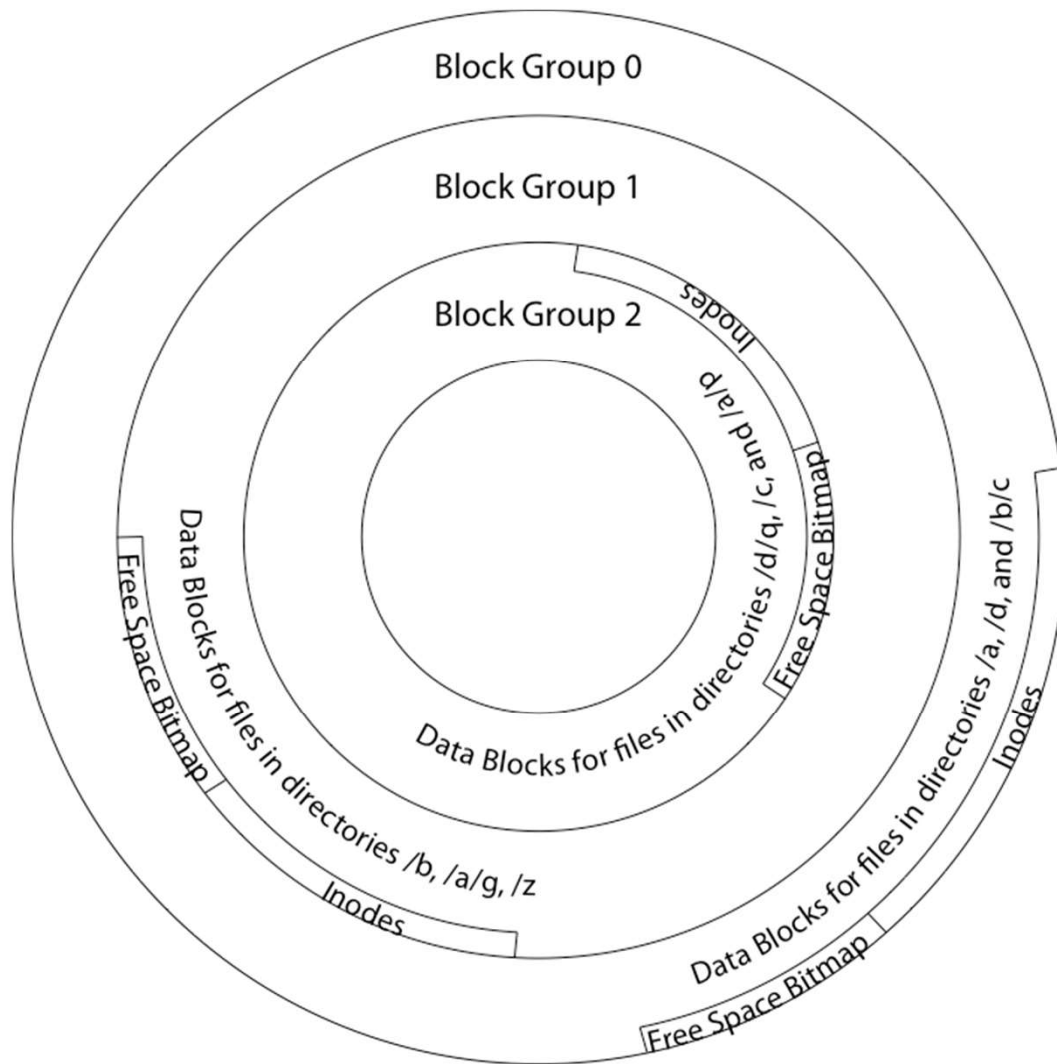 Block Group 0
Block Group 1
Block Group 2
Inodes
Free Space Bitmap
Data Blocks for files in directories /d/q, /c, and /a/p
Data Blocks for files in directories /b, /a/g, /z
Free Space Bitmap
Inodes
Data Blocks for files in directories /a, /d, and /b/c
Inodes
Free Space Bitmap